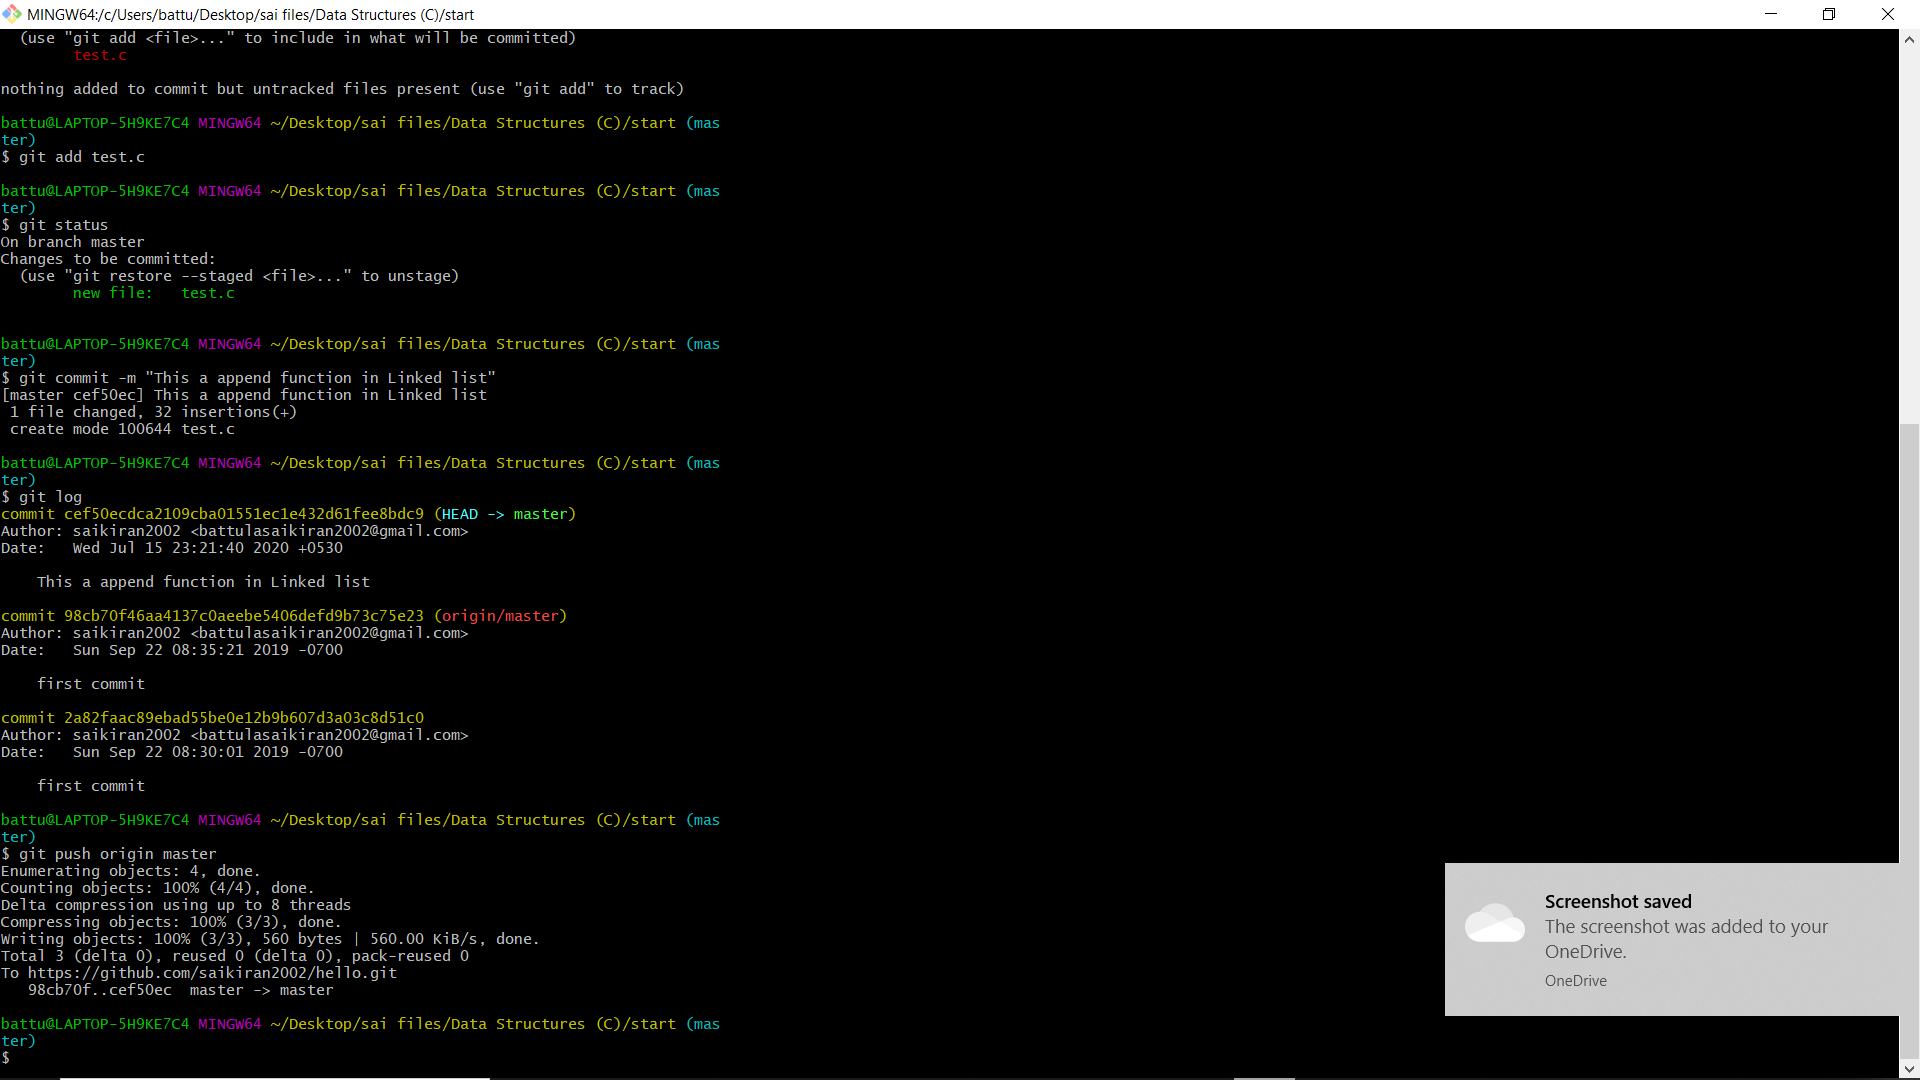 MINGW64:/c/Users/battu/Desktop/sai files/Data Structures (C)/start
(use "git add <file>..." to include in what will be committed)
test.c
nothing added to commit but untracked files present (use "git add" to track)
battu@LAPTOP-5H9KE7C4 MINGW64 ~/Desktop/sai files/Data Structures (C)/start (mas
ter)
$ git add test.c
battu@LAPTOP-5H9KE7C4 MINGW64 ~/Desktop/sai files/Data Structures (C)/start (mas
ter)
$ git status
On branch master
Changes to be committed:
(use "git restore --staged <file>..." to unstage)
new file:   test.c
battu@LAPTOP-5H9KE7C4 MINGW64 ~/Desktop/sai files/Data Structures (C)/start (mas
ter)
$ git commit -m "This a append function in Linked list"
[master cef50ec] This a append function in Linked list
1 file changed, 32 insertions(+)
create mode 100644 test.c
battu@LAPTOP-5H9KE7C4 MINGW64 ~/Desktop/sai files/Data Structures (C)/start (mas
ter)
$ git log
commit cef50ecdca2109cba01551ec1e432d61fee8bdc9 (HEAD -> master)
Author: saikiran2002 <battulasaikiran2002@gmail.com>
Date:   Wed Jul 15 23:21:40 2020 +0530
This a append function in Linked list
commit 98cb70f46aa4137c0aeebe5406defd9b73c75e23 (origin/master)
Author: saikiran2002 <battulasaikiran2002@gmail.com>
Date:   Sun Sep 22 08:35:21 2019 -0700
first commit
commit 2a82faac89ebad55be0e12b9b607d3a03c8d51c0
Author: saikiran2002 <battulasaikiran2002@gmail.com>
Date:   Sun Sep 22 08:30:01 2019 -0700
first commit
battu@LAPTOP-5H9KE7C4 MINGW64 ~/Desktop/sai files/Data Structures (C)/start (mas
ter)
$ git push origin master
Enumerating objects: 4, done.
Counting objects: 100% (4/4), done.
Delta compression using up to 8 threads
Compressing objects: 100% (3/3), done.
Writing objects: 100% (3/3), 560 bytes | 560.00 KiB/s, done.
Total 3 (delta 0), reused 0 (delta 0), pack-reused 0
To https://github.com/saikiran2002/hello.git
98cb70f..cef50ec  master -> master
battu@LAPTOP-5H9KE7C4 MINGW64 ~/Desktop/sai files/Data Structures (C)/start (mas
ter)
$
Screenshot saved
The screenshot was added to your
OneDrive.
OneDrive